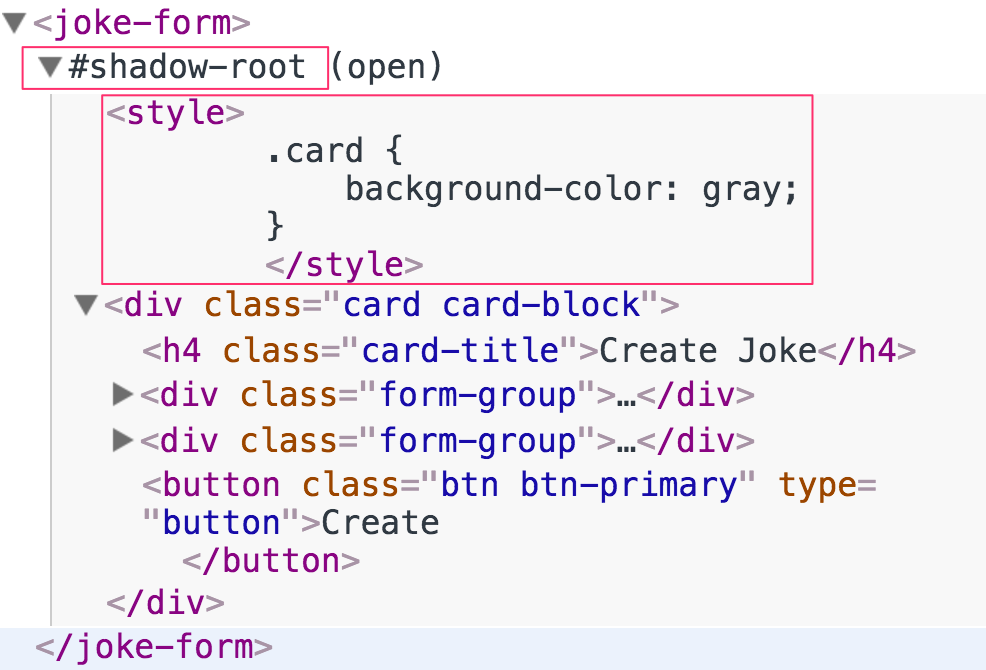 ▼<joke-form>
▼#shadow-root (open)
<style>
.card {
background-color: gray;
}
</style>
▼<div class="card card-block">
<h4 class="card-title">Create Joke</h4>
▶<div class="form-group">…</div>
▶<div class="form-group">…</div>
<button class="btn btn-primary" type=
"button">Create
</button>
</div>
</joke-form>